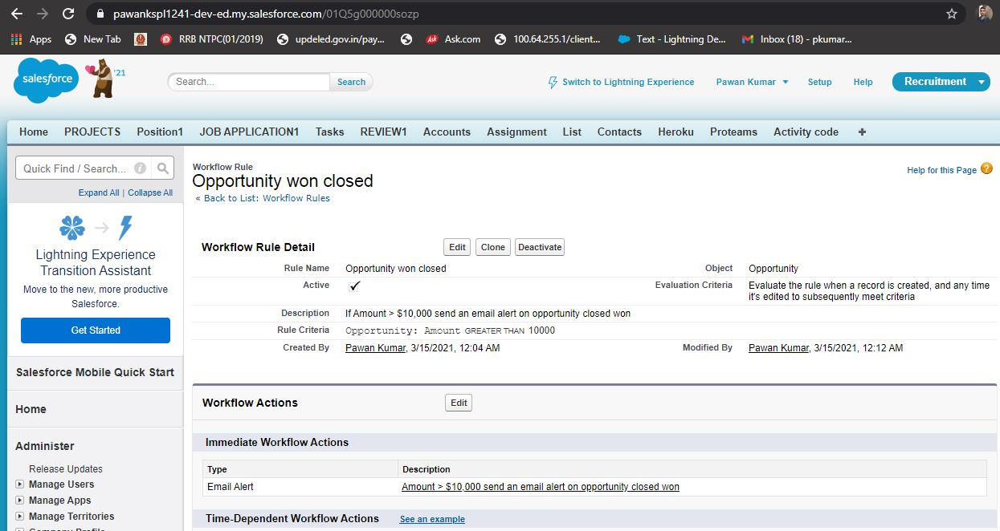 pawankspl1241-dev-ed.my.salesforce.com/01Q5g000000sozp
Apps New Tab RRB NTPC(01/2019) updeled.gov.in/pay... Ask Ask.com 100.64.255.1/client... Text - Lightning De... Inbox (18) - pkumar...
salesforce '21 Search... Search Switch to Lightning Experience Pawan Kumar Setup Help Recruitment
Home PROJECTS Position1 JOB APPLICATION1 Tasks REVIEW1 Accounts Assignment List Contacts Heroku Proteams Activity code +
Quick Find / Search... i
Expand All | Collapse All
Lightning Experience
Transition Assistant
Move to the new, more productive
Salesforce.
Get Started
Salesforce Mobile Quick Start
Home
Administer
Release Updates
Manage Users
Manage Apps
Manage Territories
Company Profile
Workflow Rule
Opportunity won closed
« Back to List: Workflow Rules
Help for this Page ?
Workflow Rule Detail Edit Clone Deactivate
Rule Name Opportunity won closed Object Opportunity
Active Evaluation Criteria Evaluate the rule when a record is created, and any time
it's edited to subsequently meet criteria
Description If Amount > $10,000 send an email alert on opportunity closed won
Rule Criteria Opportunity: Amount GREATER THAN 10000
Created By Pawan Kumar, 3/15/2021, 12:04 AM Modified By Pawan Kumar, 3/15/2021, 12:12 AM
Workflow Actions Edit
Immediate Workflow Actions
Type Description
Email Alert Amount > $10,000 send an email alert on opportunity closed won
Time-Dependent Workflow Actions See an example